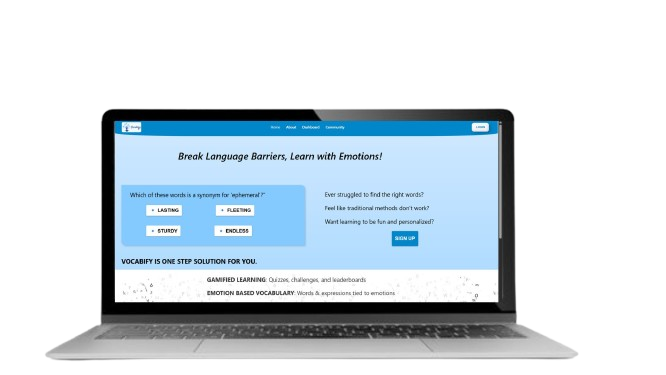 Home About Dashboard Community
LOGIN
Break Language Barriers, Learn with Emotions!
Which of these words is a synonym for 'ephemeral'?"
LASTING
FLEETING
STURDY
ENDLESS
Ever struggled to find the right words?
Feel like traditional methods don't work?
Want learning to be fun and personalized?
SIGN UP
VOCABIFY IS ONE STEP SOLUTION FOR YOU.
GAMIFIED LEARNING: Quizzes, challenges, and leaderboards
EMOTION BASED VOCABULARY: Words & expressions tied to emotions